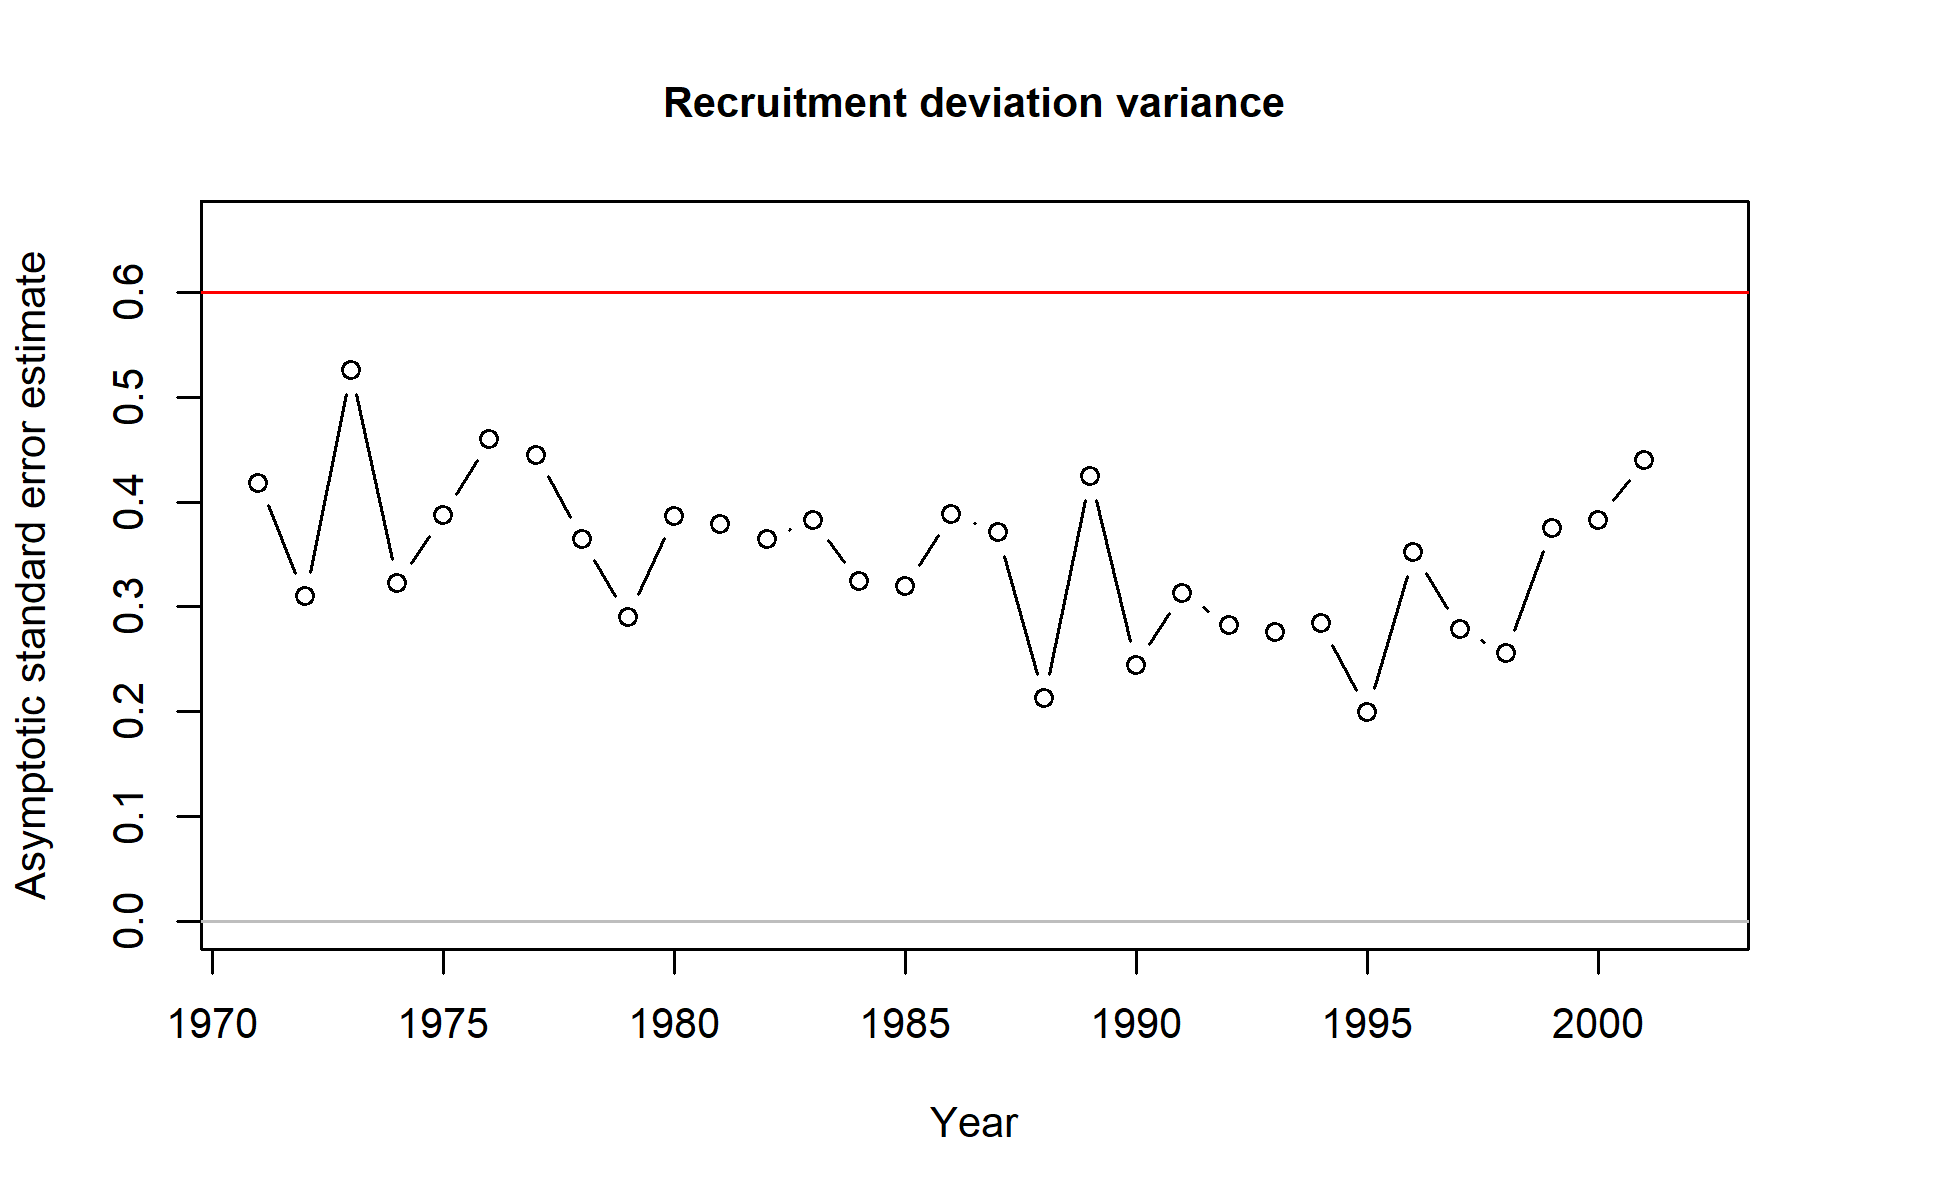 Recruitment deviation variance
Asymptotic standard error estimate
0.6
0.5
0.4
0.3
0.2
0.1
0.0
1970 1975 1980 1985 1990 1995 2000
Year